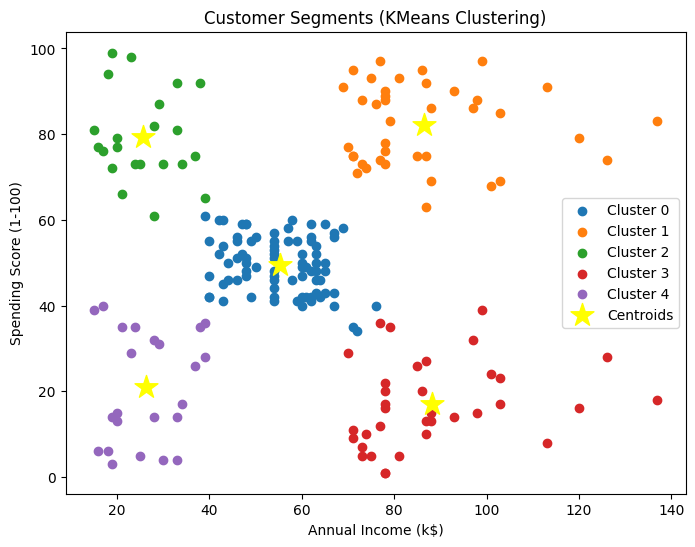 Customer Segments (KMeans Clustering)
100
80
60
40
20
0
Spending Score (1-100)
20
40
60
80
100
120
140
Annual Income (k$)
Cluster 0
Cluster 1
Cluster 2
Cluster 3
Cluster 4
Centroids